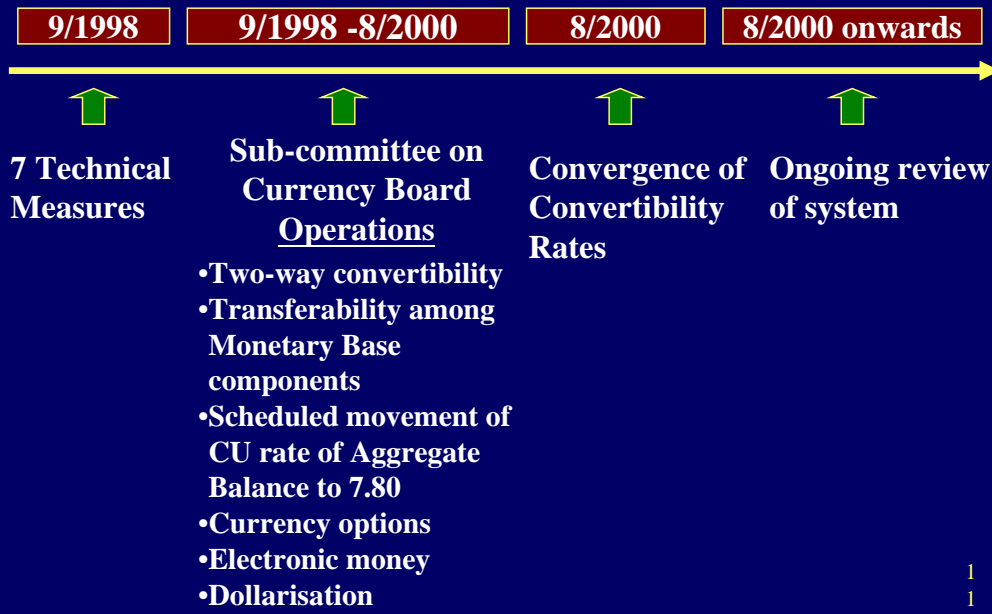 9/1998
9/1998 -8/2000
8/2000
8/2000 onwards
7 Technical
Measures
Sub-committee on
Currency Board
Operations
•Two-way convertibility
•Transferability among
Monetary Base
components
•Scheduled movement of
CU rate of Aggregate
Balance to 7.80
•Currency options
•Electronic money
•Dollarisation
Convergence of
Convertibility
Rates
Ongoing review
of system
1
1